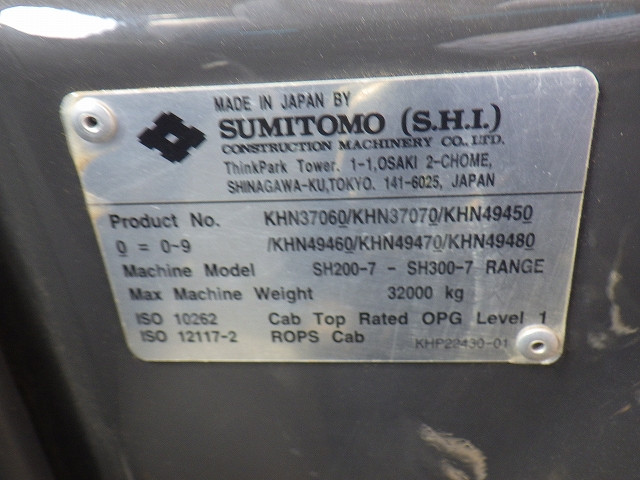 MADE IN JAPAN BY
SUMITOMO (S.H.I.)
CONSTRUCTION MACHINERY CO., LTD.
ThinkPark Tower. 1-1,OSAKI 2-CHOME,
SHINAGAWA-KU,TOKYO. 141-6025, JAPAN
Product No. KHN37060/KHN37070/KHN49450
0 = 0-9 /KHN49460/KHN49470/KHN49480
Machine Model SH200-7 - SH300-7 RANGE
Max Machine Weight 32000 kg
ISO 10262 Cab Top Rated OPG Level 1
ISO 12117-2 ROPS Cab
KHP22430-01